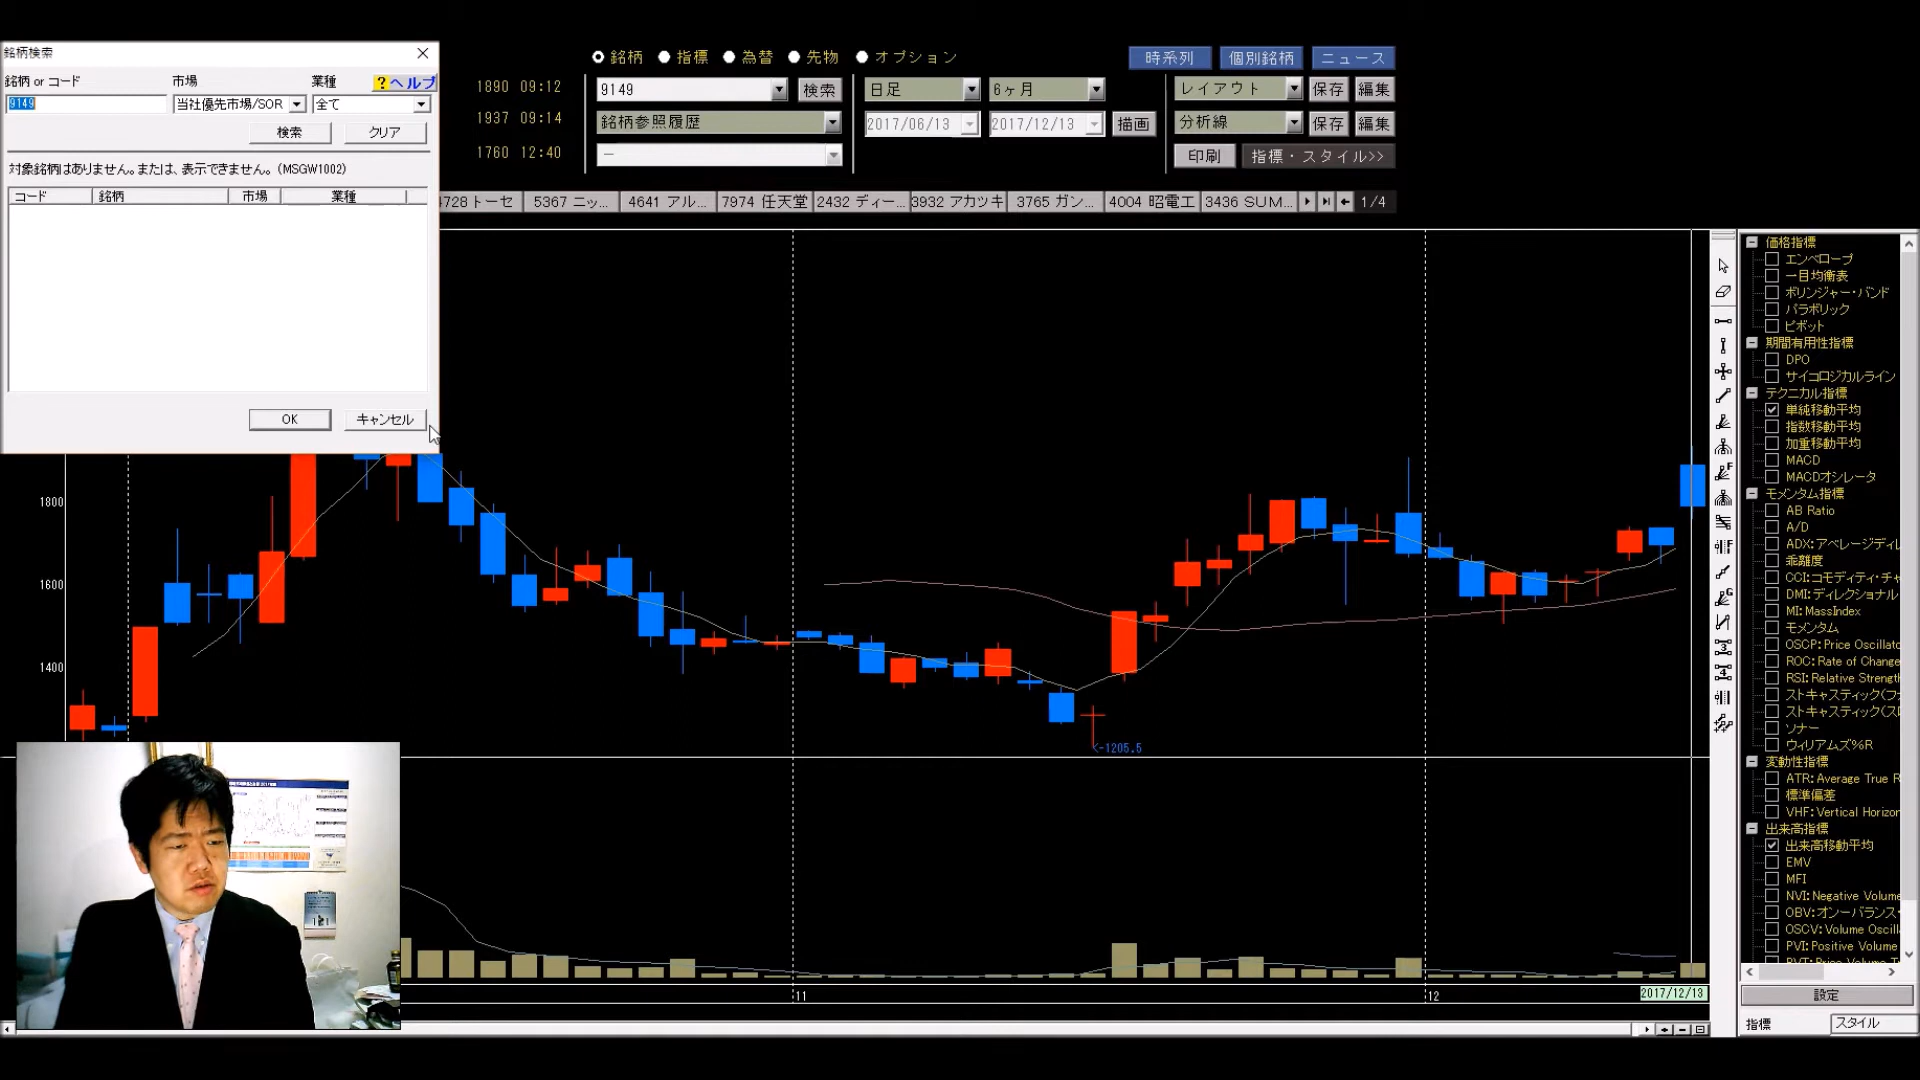 銘柄検索
銘柄 or コード 市場 業種 ?ヘルプ
9149 当社優先市場/SOR 全て
検索 クリア
対象銘柄はありません。または、表示できません。(MSGW1002)
コード 銘柄 市場 業種
OK キャンセル
銘柄 指標 為替 先物 オプション
1890 09:12
1937 09:14
1760 12:40
9149 検索
銘柄参照履歴
―
日足 6ヶ月
2017/06/13 2017/12/13 描画
時系列 個別銘柄 ニュース
レイアウト 保存 編集
分析線 保存 編集
印刷 指標・スタイル>>
4728 トーセ 5367 ニッ... 4641 アル... 7974 任天堂 2432 ディー... 3932 アカツキ 3765 ガン... 4004 昭電工 3436 SUM... 1/4
1800
1600
1400
<-1205.5
11
12
2017/12/13
価格指標
エンベロープ
一目均衡表
ボリンジャー・バンド
パラボリック
ピボット
期間有用性指標
DPO
サイコロジカルライン
テクニカル指標
単純移動平均
指数移動平均
加重移動平均
MACD
MACDオシレータ
モメンタム指標
AB Ratio
A/D
ADX:アベレージディレ
乖離度
CCI:コモディティ・チャ
DMI:ディレクショナル
MI:MassIndex
モメンタム
OSCP:Price Oscillato
ROC:Rate of Change
RSI:Relative Strengt
ストキャスティック(フ
ストキャスティック(ス
ソナー
ウィリアムズ%R
変動性指標
ATR:Average True R
標準偏差
VHF:Vertical Horizon
出来高指標
出来高移動平均
EMV
MFI
NVI:Negative Volume
OBV:オン・バランス・
OSCV:Volume Oscill
PVI:Positive Volume
PVT:Price Volume T
設定
指標 スタイル